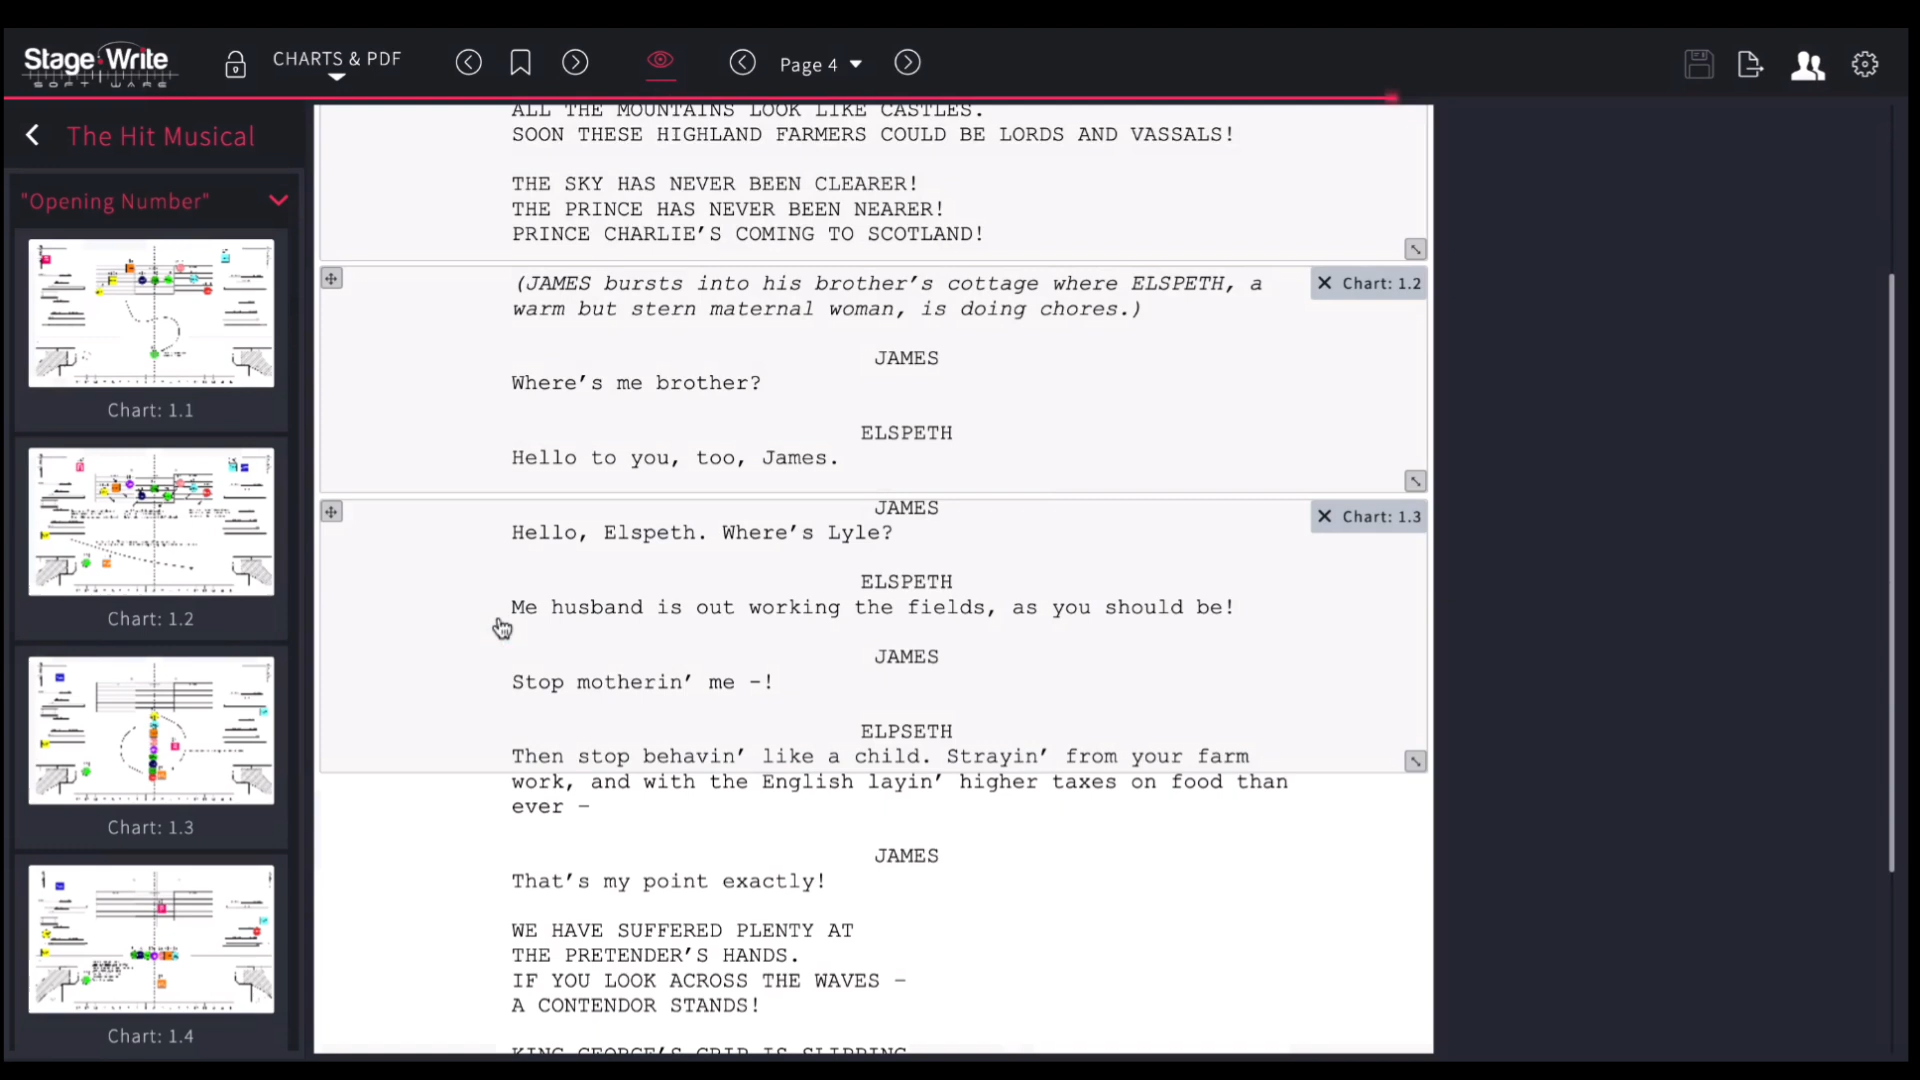 Stage Write
SOFTWARE
CHARTS & PDF
Page 4
The Hit Musical
"Opening Number"
Chart: 1.1
Chart: 1.2
Chart: 1.3
Chart: 1.4
ALL THE MOUNTAINS LOOK LIKE CASTLES.
SOON THESE HIGHLAND FARMERS COULD BE LORDS AND VASSALS!
THE SKY HAS NEVER BEEN CLEARER!
THE PRINCE HAS NEVER BEEN NEARER!
PRINCE CHARLIE'S COMING TO SCOTLAND!
(JAMES bursts into his brother's cottage where ELSPETH, a
warm but stern maternal woman, is doing chores.)
Chart: 1.2
JAMES
Where's me brother?
ELSPETH
Hello to you, too, James.
JAMES
Hello, Elspeth. Where's Lyle?
Chart: 1.3
ELSPETH
Me husband is out working the fields, as you should be!
JAMES
Stop motherin' me -!
ELPSETH
Then stop behavin' like a child. Strayin' from your farm
work, and with the English layin' higher taxes on food than
ever -
JAMES
That's my point exactly!
WE HAVE SUFFERED PLENTY AT
THE PRETENDER'S HANDS.
IF YOU LOOK ACROSS THE WAVES -
A CONTENDOR STANDS!
KING GEORGE'S GRIP IS SLIPPING